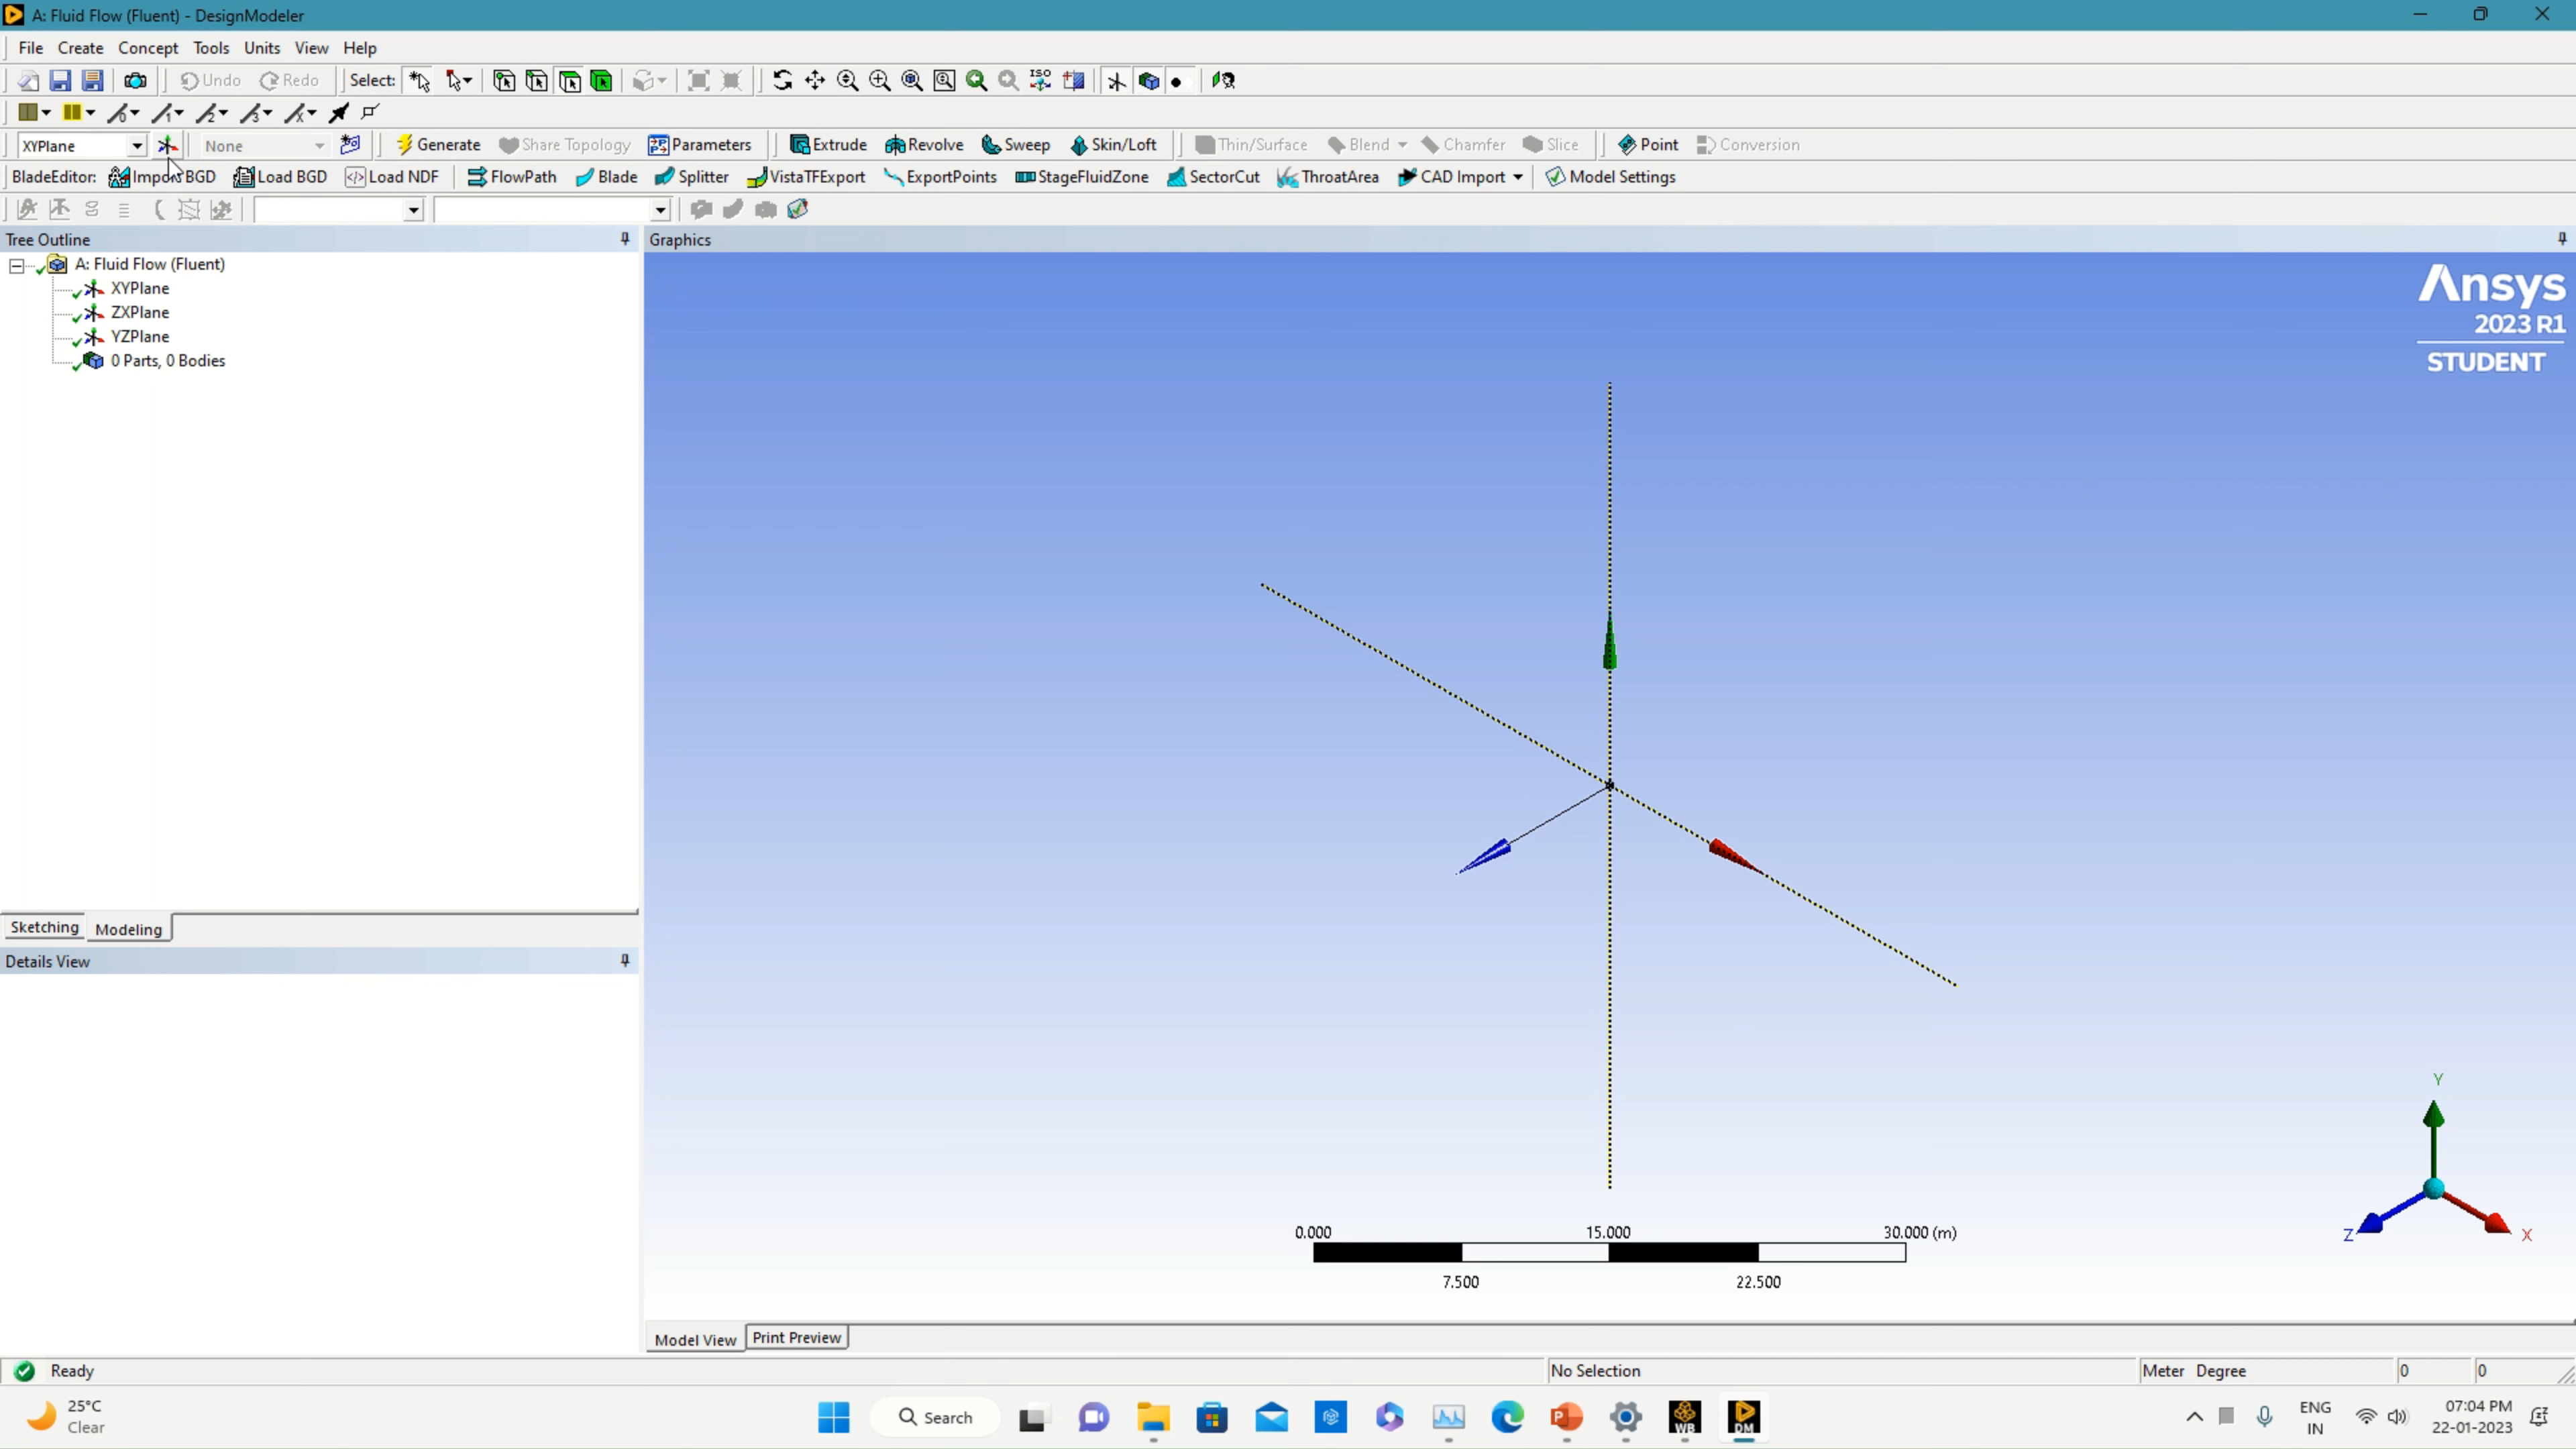 A: Fluid Flow (Fluent) - DesignModeler
File Create Concept Tools Units View Help
Undo Redo Select: ISO
XYPlane None Generate Share Topology Parameters Extrude Revolve Sweep Skin/Loft Thin/Surface Blend Chamfer Slice Point Conversion
BladeEditor: Import BGD Load BGD Load NDF FlowPath Blade Splitter VistaTFExport ExportPoints StageFluidZone SectorCut ThroatArea CAD Import Model Settings
Tree Outline
A: Fluid Flow (Fluent)
XYPlane
ZXPlane
YZPlane
0 Parts, 0 Bodies
Sketching Modeling
Details View
Graphics
Ansys
2023 R1
STUDENT
Y
Z X
0.000 15.000 30.000 (m)
7.500 22.500
Model View Print Preview
Ready No Selection Meter Degree 0 0
25°C
Clear
Search
WB
DM
ENG
IN
07:04 PM
22-01-2023